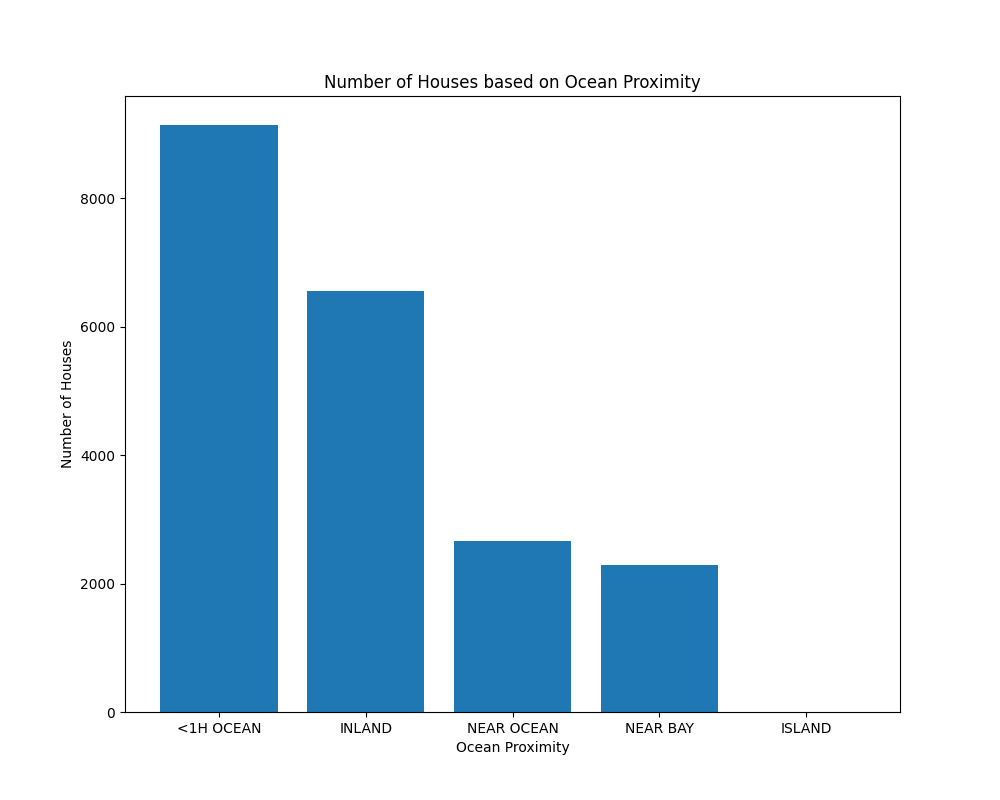 Number of Houses based on Ocean Proximity
Number of Houses
8000
6000
4000
2000
0
<1H OCEAN INLAND NEAR OCEAN NEAR BAY ISLAND
Ocean Proximity